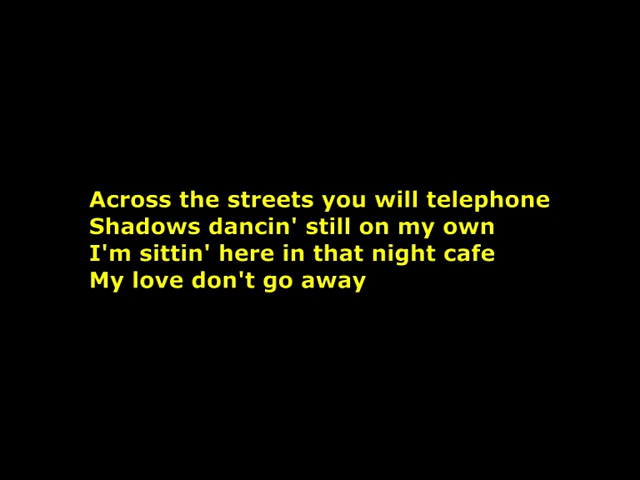 Across the streets you will telephone
Shadows dancin' still on my own
I'm sittin' here in that night cafe
My love don't go away